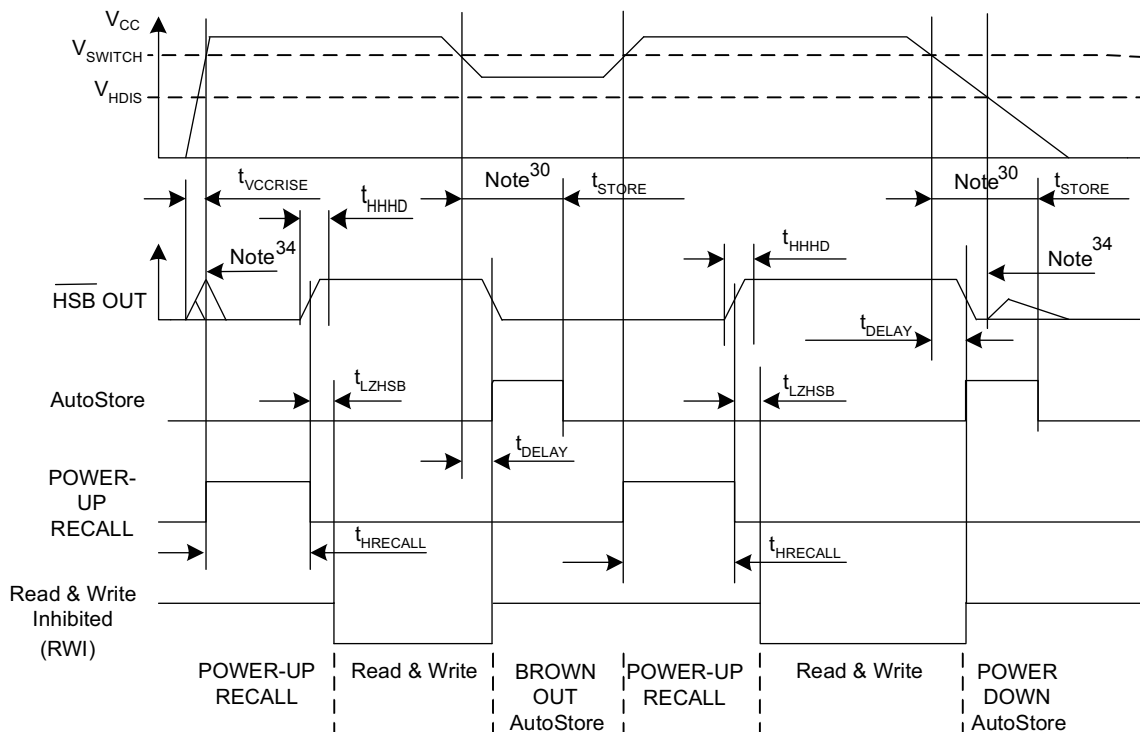 VCC
VSWITCH
VHDIS
tVCCRISE
tHHHD
Note30
tSTORE
Note30
tSTORE
Note34
HSB OUT
tHHHD
Note34
tDELAY
tLZHSB
tLZHSB
AutoStore
tDELAY
POWER-
UP
RECALL
tHRECALL
tHRECALL
Read & Write
Inhibited
(RWI)
POWER-UP
RECALL
Read & Write
BROWN
OUT
AutoStore
POWER-UP
RECALL
Read & Write
POWER
DOWN
AutoStore